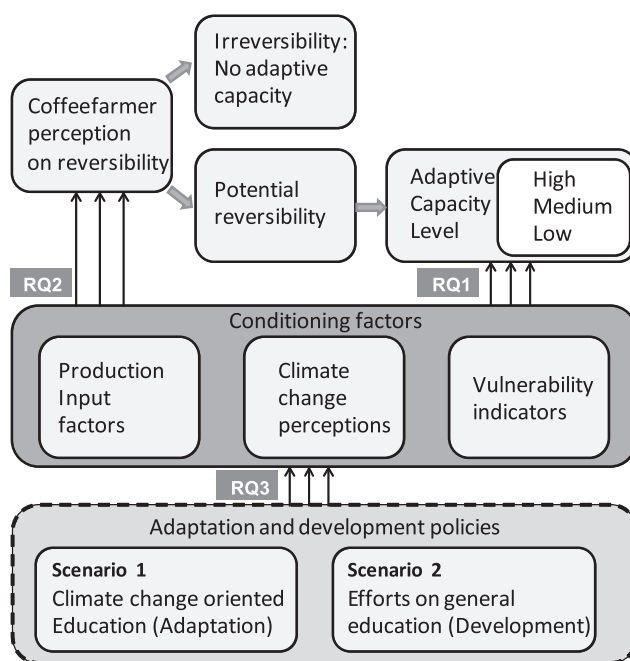 Irreversibility:
No adaptive
capacity
Coffeefarmer
perception
on reversibility
Potential
reversibility
Adaptive
Capacity
Level
High
Medium
Low
RQ2
RQ1
Conditioning factors
Production
Input
factors
Climate
change
perceptions
Vulnerability
indicators
RQ3
Adaptation and development policies
Scenario 1
Climate change oriented
Education (Adaptation)
Scenario 2
Efforts on general
education (Development)